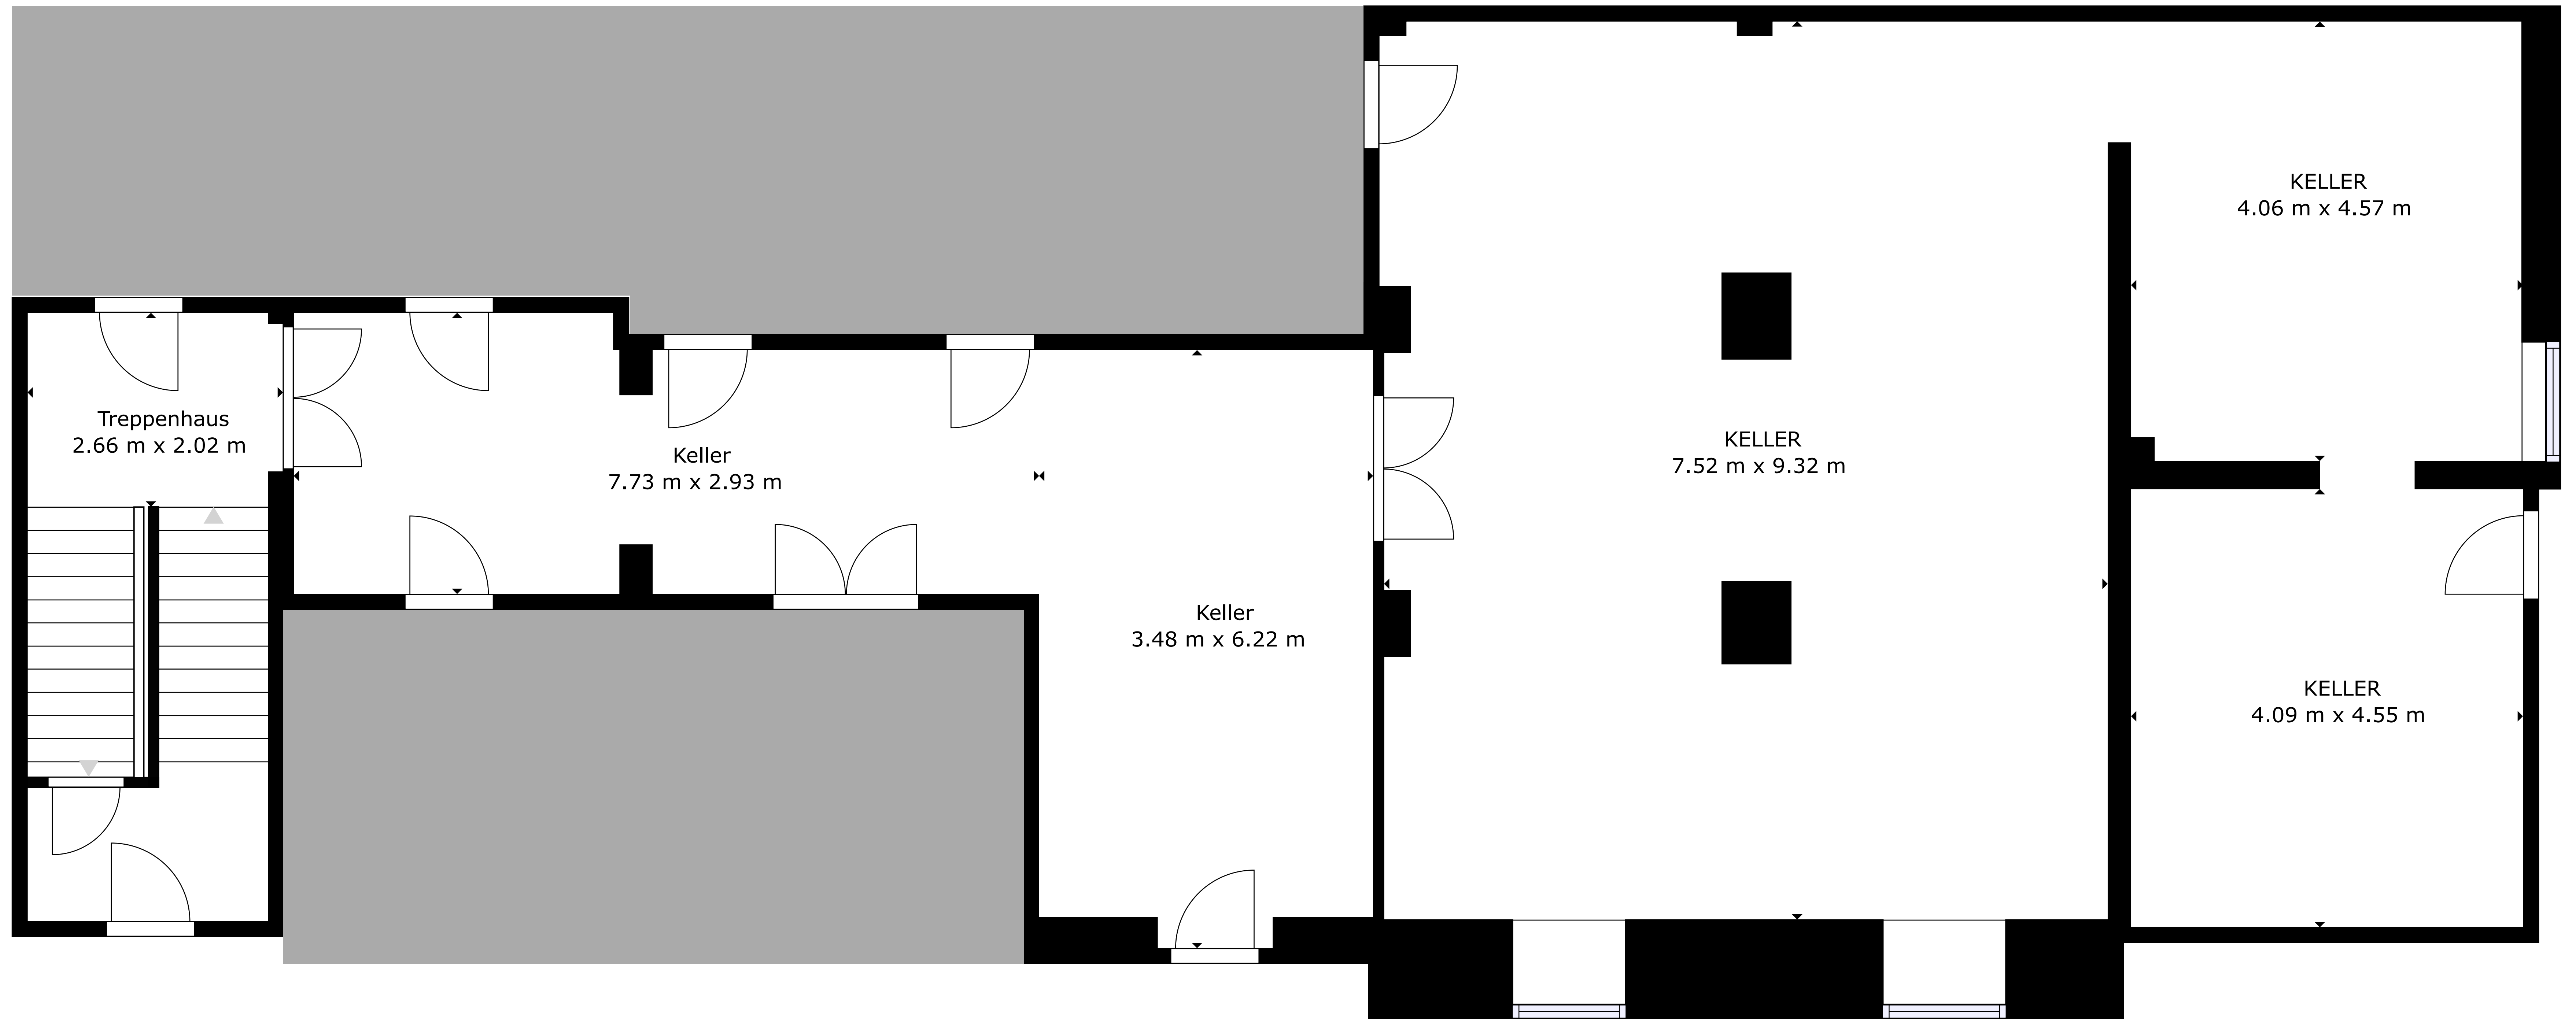 KELLER
4.06 m x 4.57 m
Treppenhaus
2.66 m x 2.02 m
Keller
7.73 m x 2.93 m
KELLER
7.52 m x 9.32 m
Keller
3.48 m x 6.22 m
KELLER
4.09 m x 4.55 m